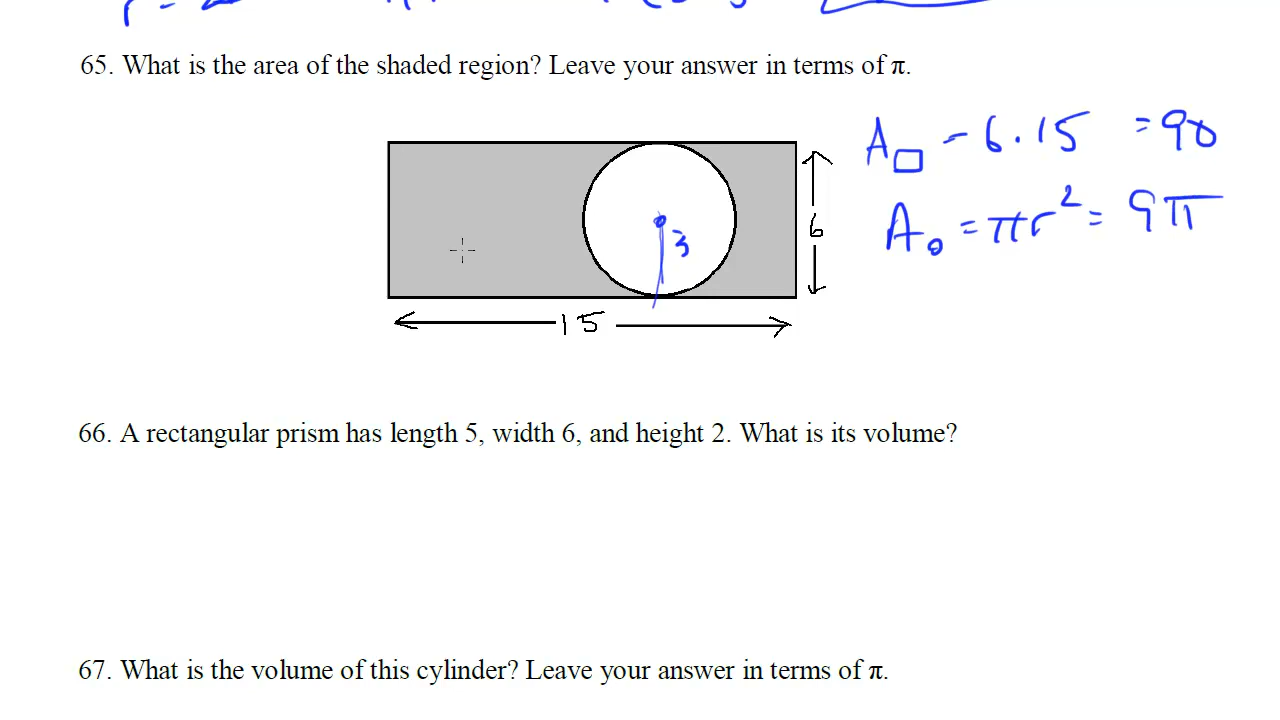 65. What is the area of the shaded region? Leave your answer in terms of π.
A□ = 6·15 = 90
A○ = πr² = 9π
3
6
15
66. A rectangular prism has length 5, width 6, and height 2. What is its volume?
67. What is the volume of this cylinder? Leave your answer in terms of π.